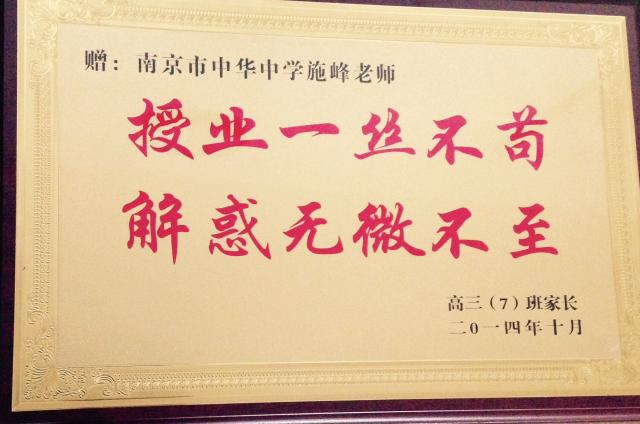 赠：南京市中华中学施峰老师
授业一丝不苟
解惑无微不至
高三（7）班家长
二0一四年十月